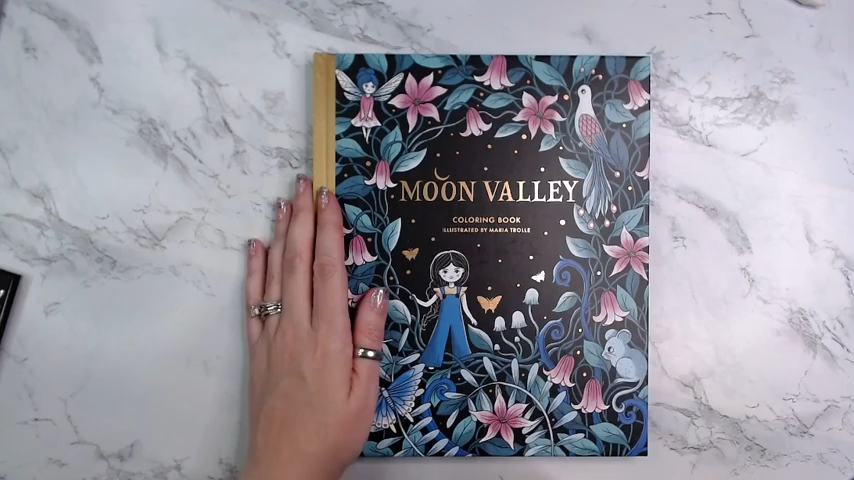 MOON VALLEY
COLORING BOOK
ILLUSTRATED BY MARIA TROLLE